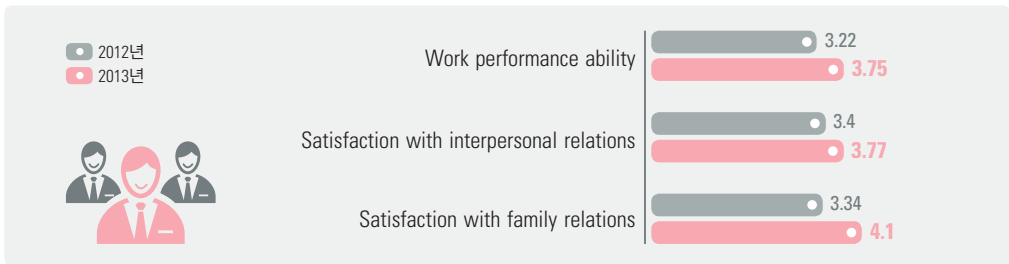 2012년
2013년
Work performance ability
3.22
3.75
Satisfaction with interpersonal relations
3.4
3.77
Satisfaction with family relations
3.34
4.1